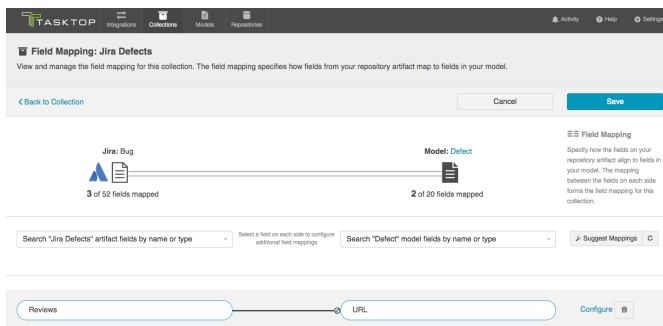 TASKTOP
Integrations
Collections
Models
Repositories
Activity
Help
Settings
Field Mapping: Jira Defects
View and manage the field mapping for this collection. The field mapping specifies how fields from your repository artifact map to fields in your model.
Back to Collection
Cancel
Save
Jira: Bug
Model: Defect
3 of 52 fields mapped
2 of 20 fields mapped
Field Mapping
Specify how the fields on your
repository artifact align to fields in
your model. The mapping
between the fields on each side
forms the field mapping for this
collection.
Search "Jira Defects" artifact fields by name or type
Select a field on each side to configure
additional field mappings
Search "Defect" model fields by name or type
Suggest Mappings
Reviews
URL
Configure